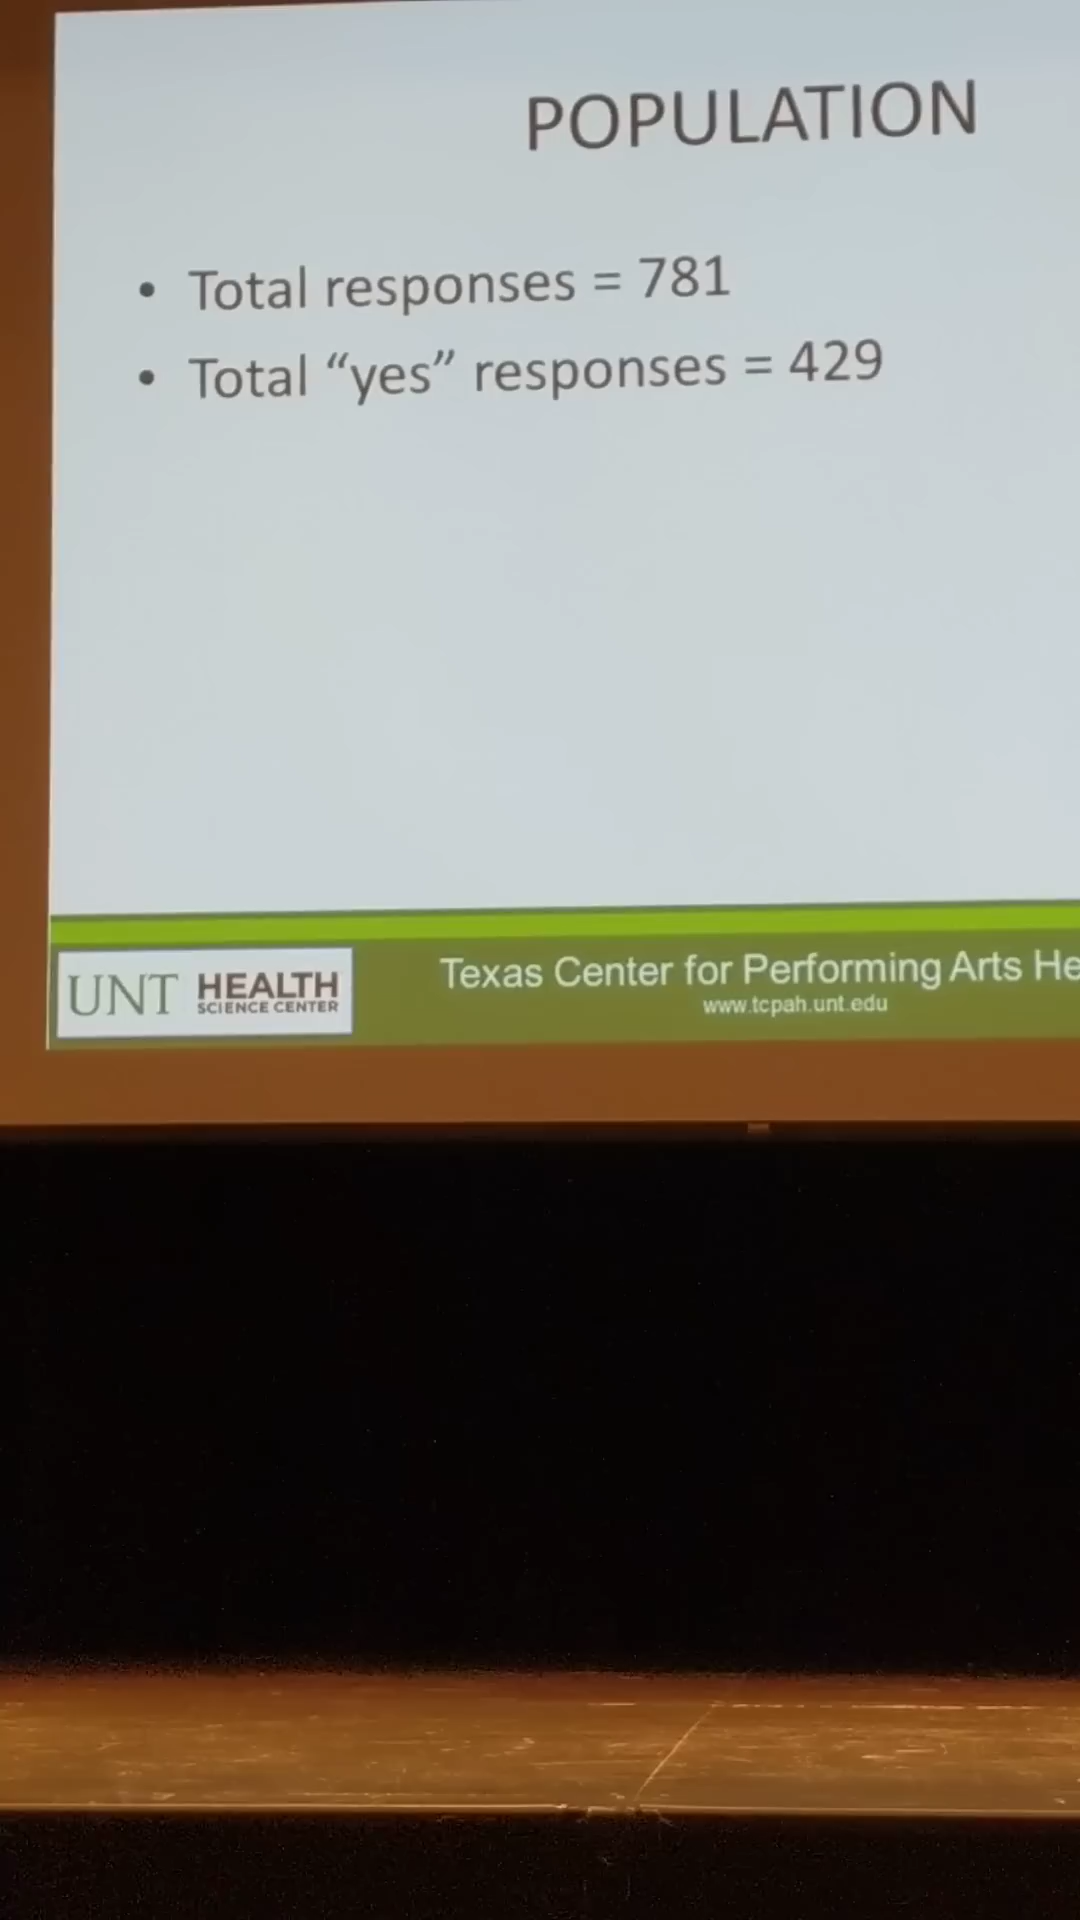 POPULATION
• Total responses = 781
• Total “yes” responses = 429
UNT HEALTH
SCIENCE CENTER
Texas Center for Performing Arts He
www.tcpah.unt.edu